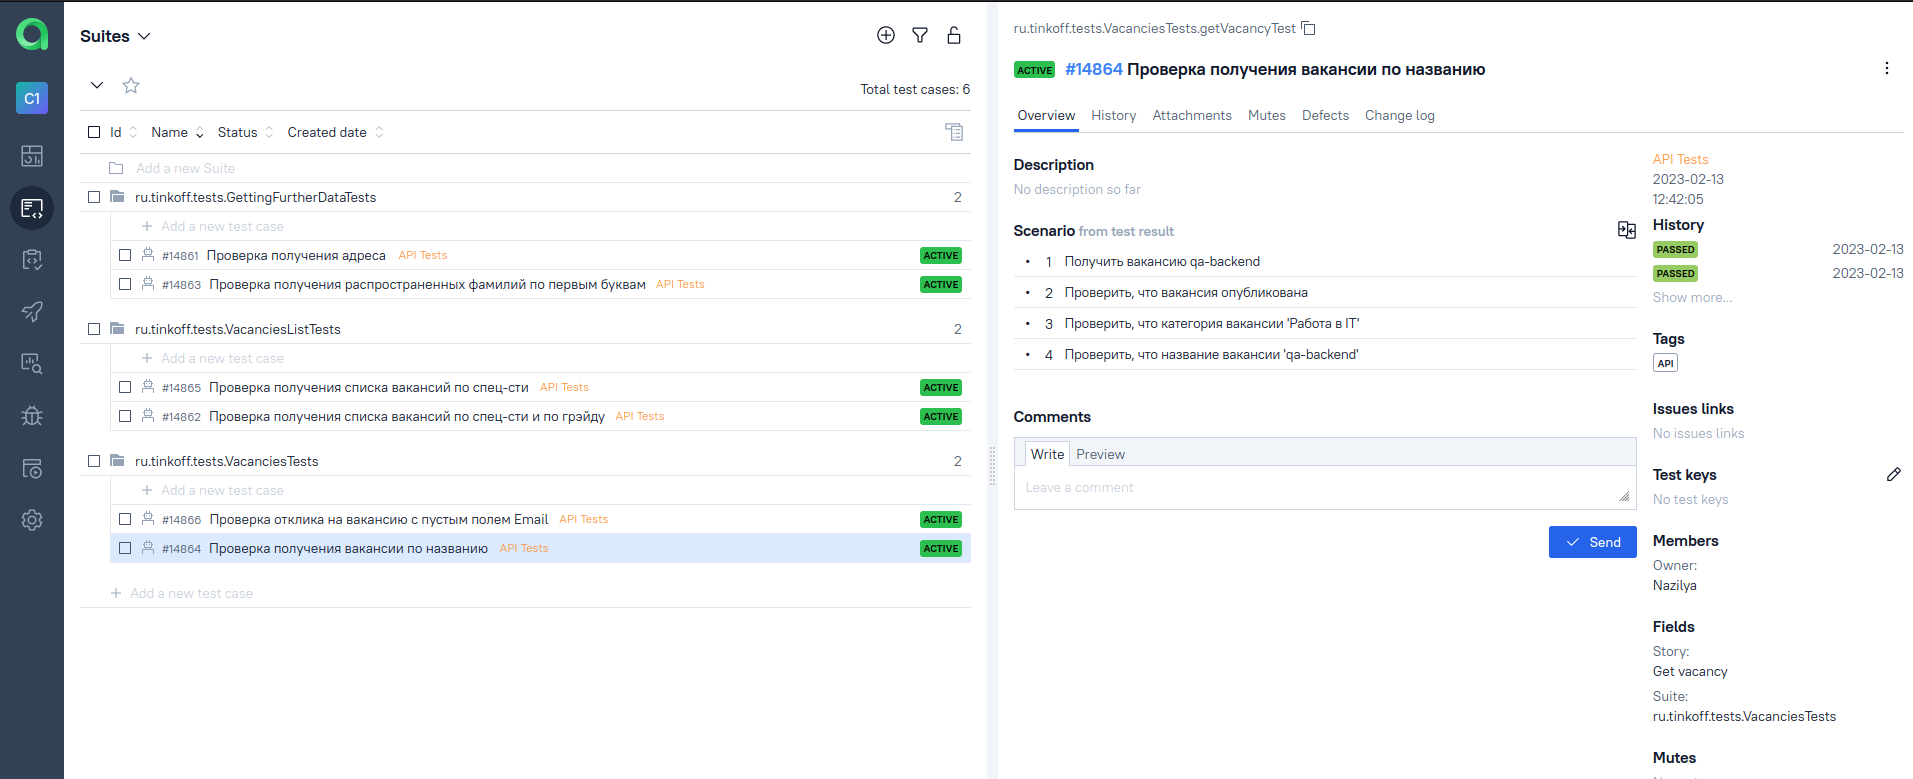 C1
Suites
Total test cases: 6
Id Name Status Created date
Add a new Suite
ru.tinkoff.tests.GettingFurtherDataTests 2
Add a new test case
#14861 Проверка получения адреса API Tests ACTIVE
#14863 Проверка получения распространенных фамилий по первым буквам API Tests ACTIVE
ru.tinkoff.tests.VacanciesListTests 2
Add a new test case
#14865 Проверка получения списка вакансий по спец-сти API Tests ACTIVE
#14862 Проверка получения списка вакансий по спец-сти и по грэйду API Tests ACTIVE
ru.tinkoff.tests.VacanciesTests 2
Add a new test case
#14866 Проверка отклика на вакансию с пустым полем Email API Tests ACTIVE
#14864 Проверка получения вакансии по названию API Tests ACTIVE
Add a new test case
ru.tinkoff.tests.VacanciesTests.getVacancyTest
ACTIVE #14864 Проверка получения вакансии по названию
Overview History Attachments Mutes Defects Change log
Description
No description so far
Scenario from test result
• 1 Получить вакансию qa-backend
• 2 Проверить, что вакансия опубликована
• 3 Проверить, что категория вакансии 'Работа в IT'
• 4 Проверить, что название вакансии 'qa-backend'
Comments
Write Preview
Leave a comment
Send
API Tests
2023-02-13
12:42:05
History
PASSED 2023-02-13
PASSED 2023-02-13
Show more...
Tags
API
Issues links
No issues links
Test keys
No test keys
Members
Owner:
Nazilya
Fields
Story:
Get vacancy
Suite:
ru.tinkoff.tests.VacanciesTests
Mutes